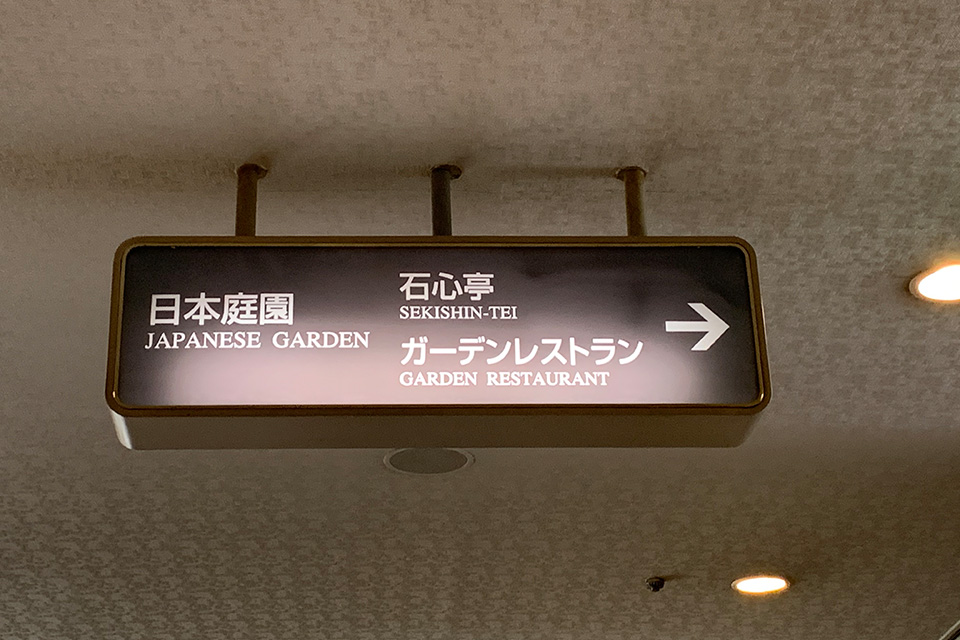 日本庭園
JAPANESE GARDEN
石心亭
SEKISHIN-TEI
ガーデンレストラン
GARDEN RESTAURANT